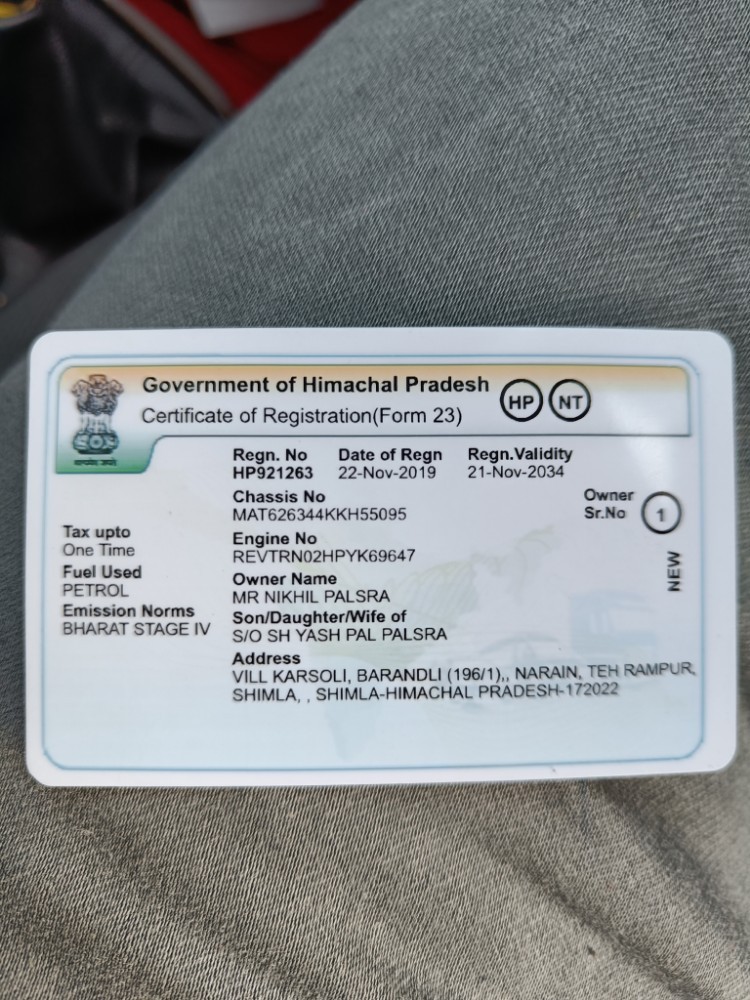 Government of Himachal Pradesh
HP NT
Certificate of Registration(Form 23)
Regn. No Date of Regn Regn.Validity
HP921263 22-Nov-2019 21-Nov-2034
Chassis No
MAT626344KKH55095
Owner
Sr.No 1
NEW
Tax upto
One Time
Engine No
REVTRN02HPYK69647
Fuel Used
PETROL
Owner Name
MR NIKHIL PALSRA
Emission Norms
BHARAT STAGE IV
Son/Daughter/Wife of
S/O SH YASH PAL PALSRA
Address
VILL KARSOLI, BARANDLI (196/1),, NARAIN, TEH RAMPUR,
SHIMLA, , SHIMLA-HIMACHAL PRADESH-172022